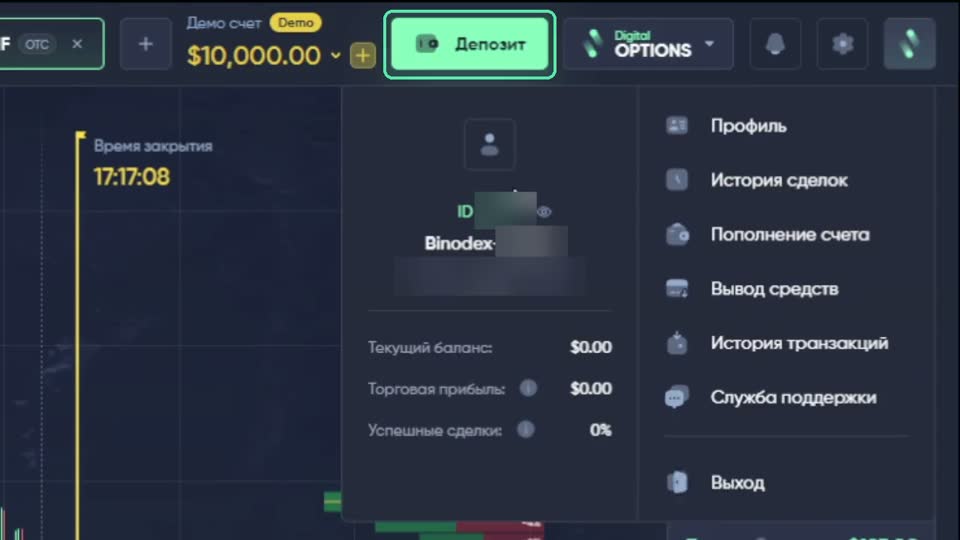 F OTC ×
Демо счет Demo
$10,000.00
Депозит
Digital
OPTIONS
Время закрытия
17:17:08
ID
Binodex-
Текущий баланс: $0.00
Торговая прибыль: $0.00
Успешные сделки: 0%
Профиль
История сделок
Пополнение счета
Вывод средств
История транзакций
Служба поддержки
Выход